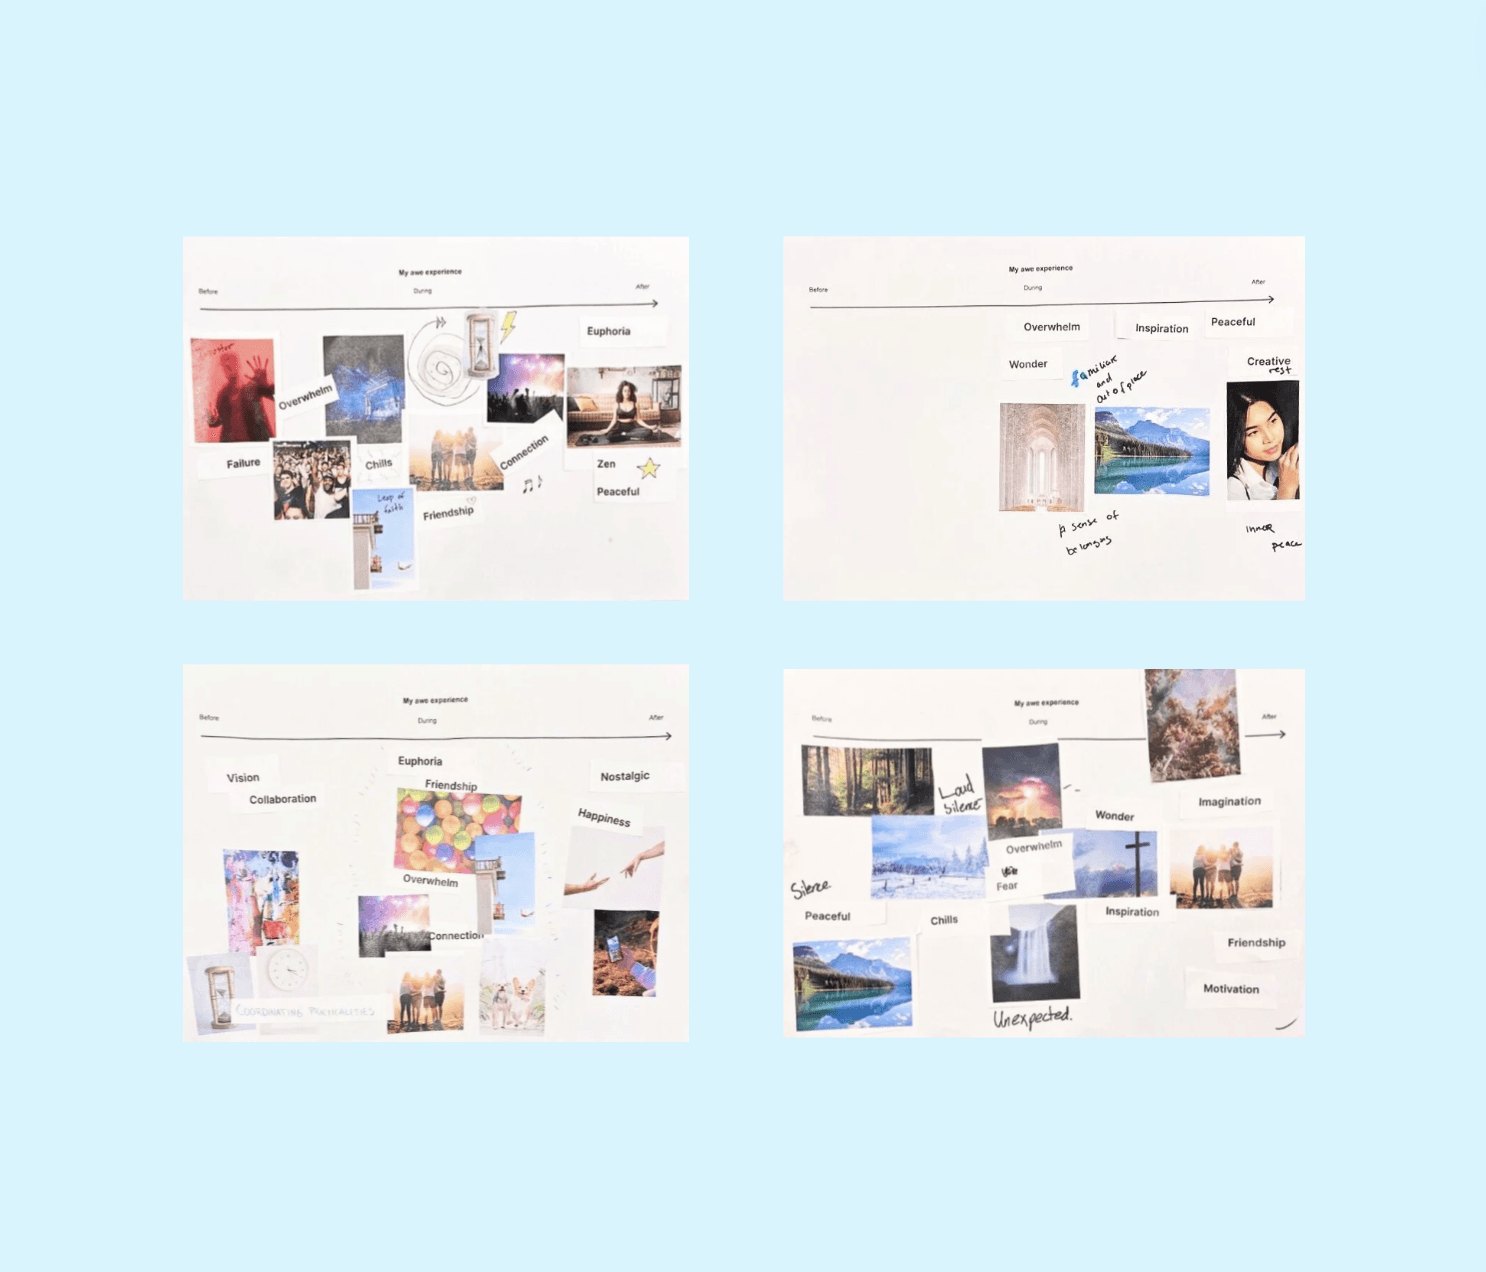 My awe experience
Before
During
After
Euphoria
Overwhelm
Failure
Chills
Connection
Leap of
faith
Friendship
Zen
Peaceful
My awe experience
Before
During
After
Overwhelm
Inspiration
Peaceful
Wonder
familiar
and
out of place
Creative
rest
A sense of
belonging
inner
peace
My awe experience
Before
During
After
Vision
Collaboration
Euphoria
Friendship
Nostalgic
Happiness
Overwhelm
Connection
COORDINATING PRACTICALITIES
My awe experience
Before
During
After
Loud
Silence
Imagination
Wonder
Overwhelm
Fear
Silence
Peaceful
Chills
Inspiration
Friendship
Motivation
Unexpected.